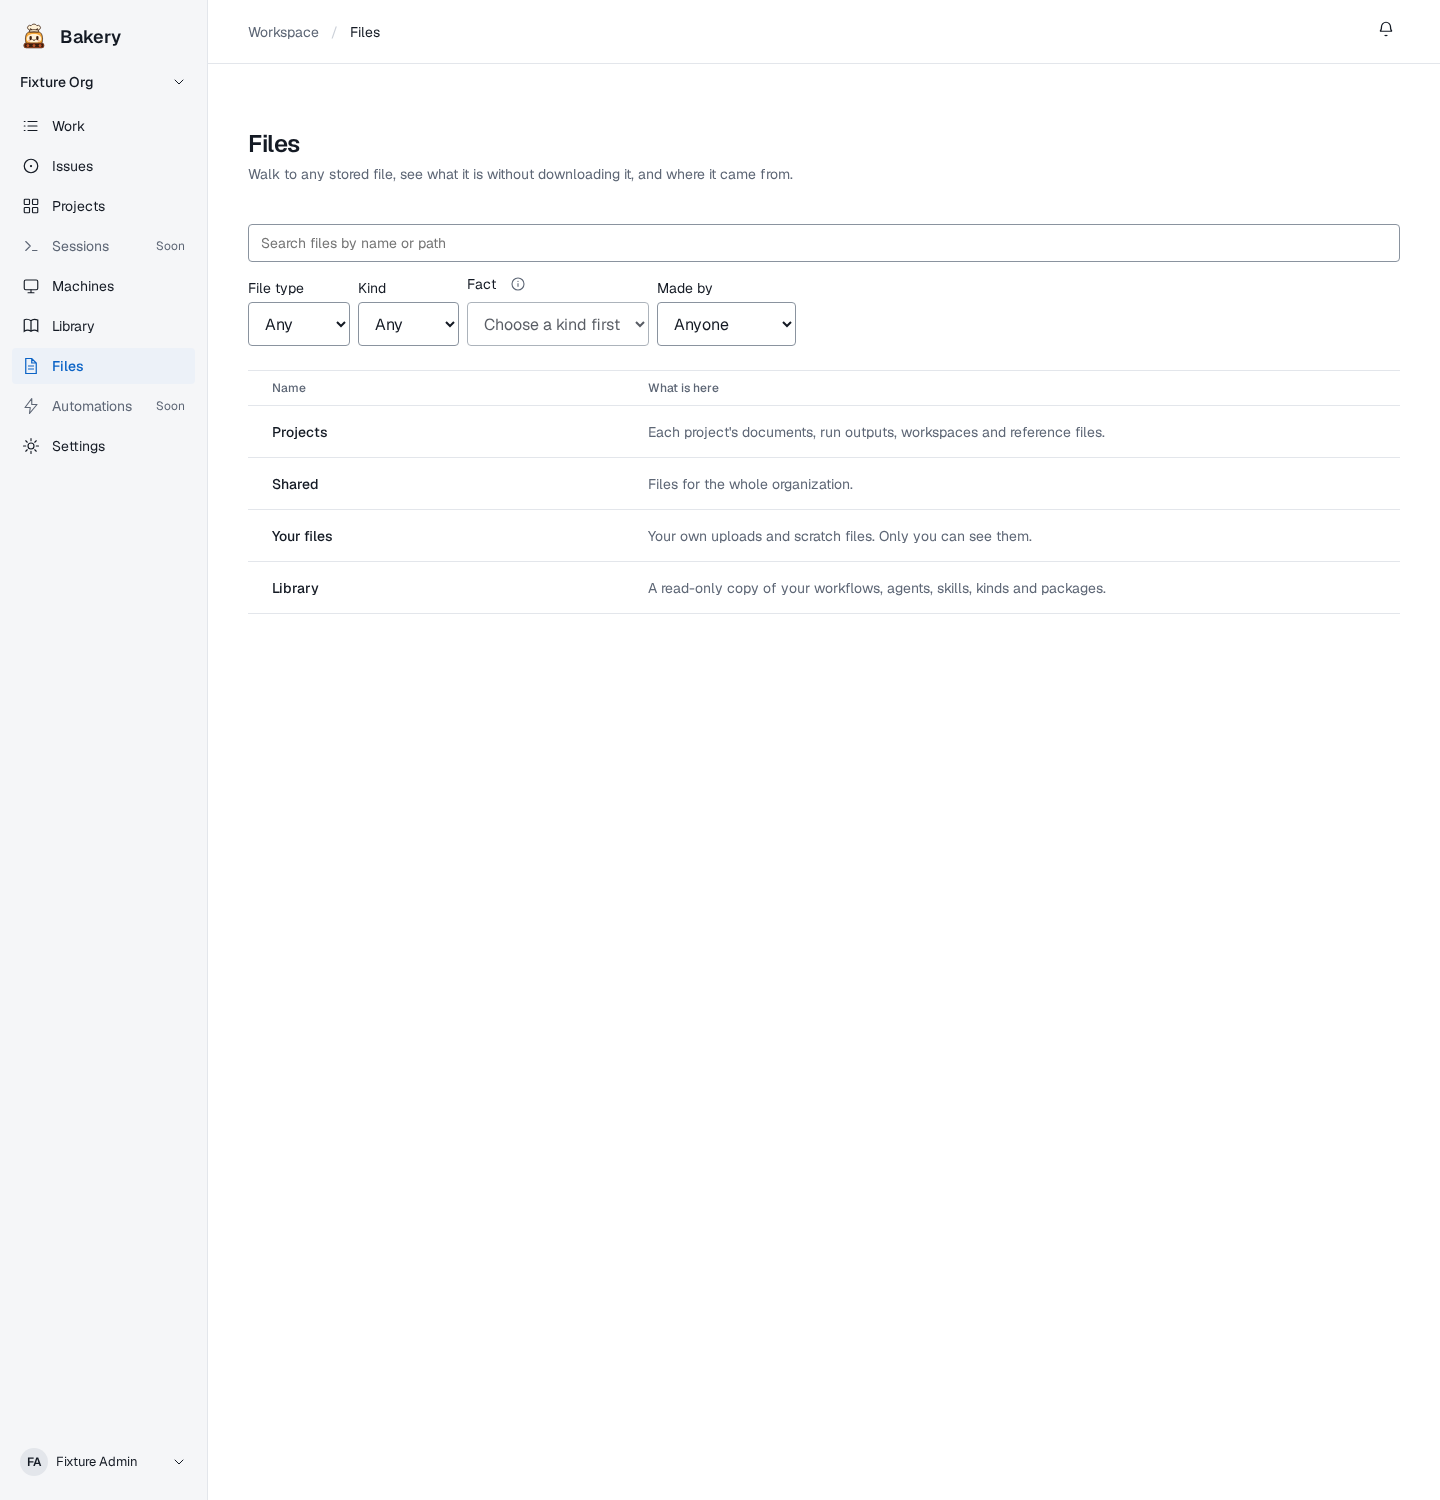 Bakery
Fixture Org
Work
Issues
Projects
Sessions Soon
Machines
Library
Files
Automations Soon
Settings
FA Fixture Admin
Workspace / Files
Files
Walk to any stored file, see what it is without downloading it, and where it came from.
Search files by name or path
File type Kind Fact Made by
Any Any Choose a kind first Anyone
Name What is here
Projects Each project's documents, run outputs, workspaces and reference files.
Shared Files for the whole organization.
Your files Your own uploads and scratch files. Only you can see them.
Library A read-only copy of your workflows, agents, skills, kinds and packages.